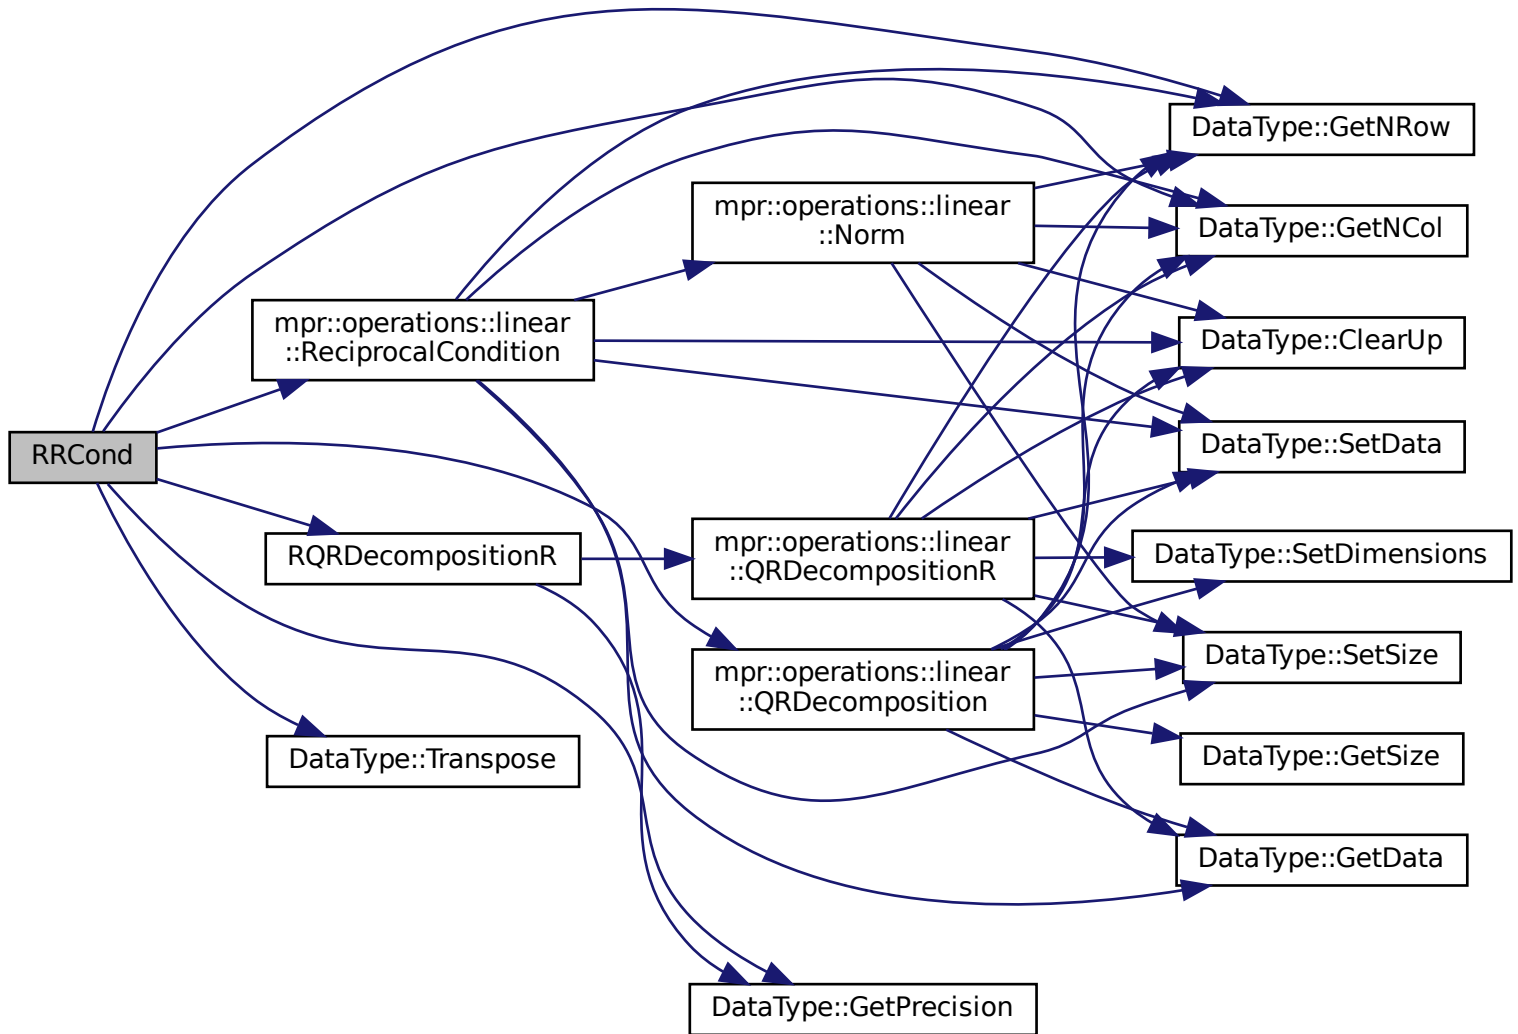 RRCond
mpr::operations::linear
::ReciprocalCondition
RQRDecompositionR
DataType::Transpose
mpr::operations::linear
::Norm
mpr::operations::linear
::QRDecompositionR
mpr::operations::linear
::QRDecomposition
DataType::GetPrecision
DataType::GetNRow
DataType::GetNCol
DataType::ClearUp
DataType::SetData
DataType::SetDimensions
DataType::SetSize
DataType::GetSize
DataType::GetData